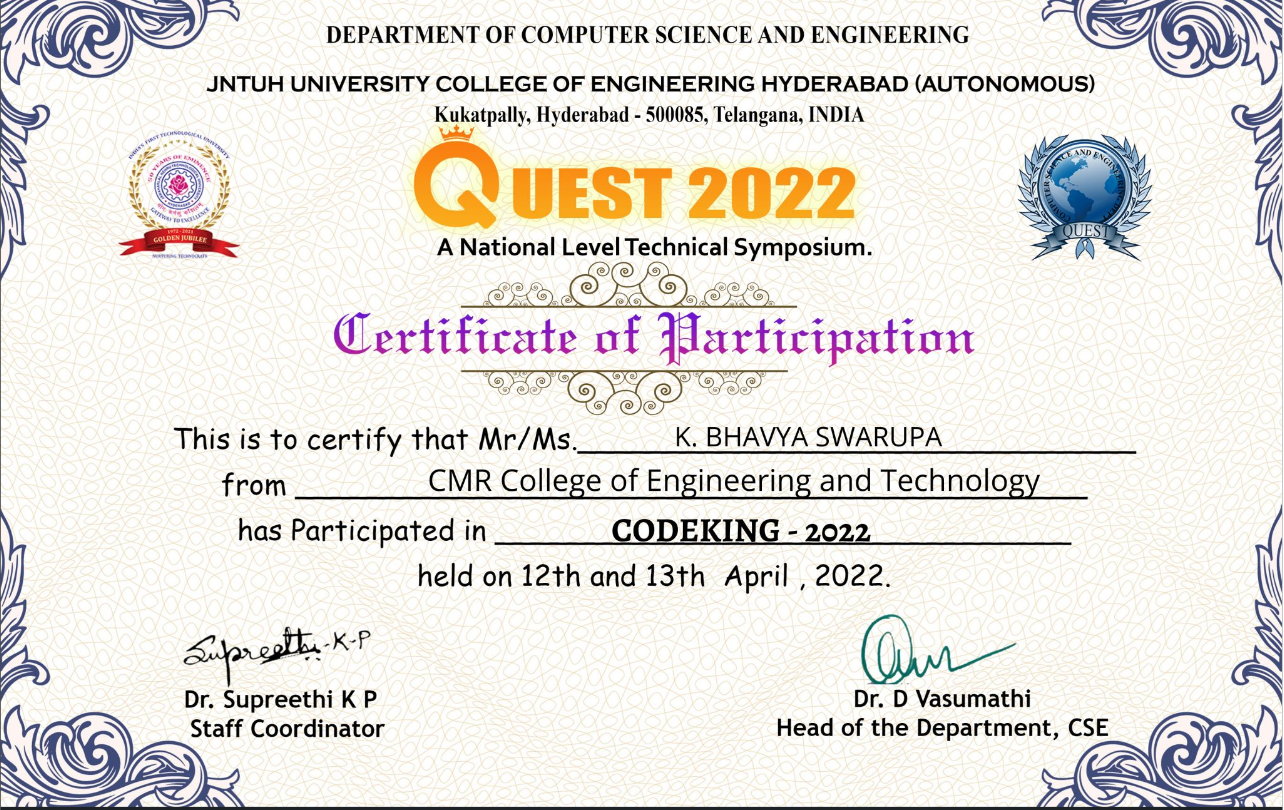 DEPARTMENT OF COMPUTER SCIENCE AND ENGINEERING
JNTUH UNIVERSITY COLLEGE OF ENGINEERING HYDERABAD (AUTONOMOUS)
Kukatpally, Hyderabad - 500085, Telangana, INDIA
INDIA'S FIRST TECHNOLOGICAL UNIVERSITY
50 YEARS OF EMINENCE
GATEWAY TO EXCELLENCE
1972-2021
GOLDEN JUBILEE
NURTURING TECHNOCRATS
QUEST 2022
A National Level Technical Symposium.
COMPUTER SCIENCE AND ENGINEERING
QUEST
Certificate of Participation
This is to certify that Mr/Ms. K. BHAVYA SWARUPA
from CMR College of Engineering and Technology
has Participated in CODEKING - 2022
held on 12th and 13th April , 2022.
Supreethi-K-P
Dr. Supreethi K P
Staff Coordinator
Dr. D Vasumathi
Head of the Department, CSE